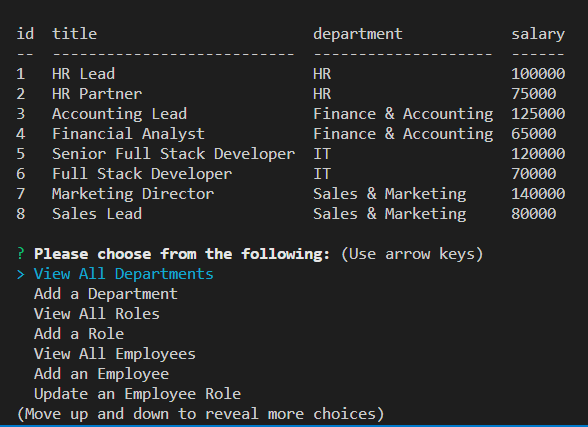 id  title                        department            salary
--  ---------------------------  --------------------  ------
1   HR Lead                      HR                    100000
2   HR Partner                   HR                    75000
3   Accounting Lead              Finance & Accounting  125000
4   Financial Analyst            Finance & Accounting  65000
5   Senior Full Stack Developer  IT                    120000
6   Full Stack Developer         IT                    70000
7   Marketing Director           Sales & Marketing     140000
8   Sales Lead                   Sales & Marketing     80000
? Please choose from the following: (Use arrow keys)
> View All Departments
  Add a Department
  View All Roles
  Add a Role
  View All Employees
  Add an Employee
  Update an Employee Role
(Move up and down to reveal more choices)